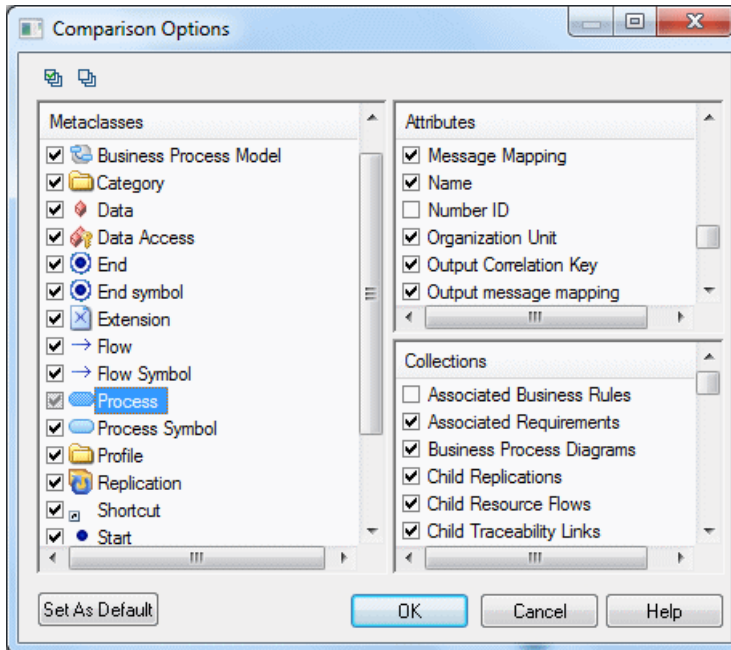 Comparison Options
Metaclasses
Business Process Model
Category
Data
Data Access
End
End symbol
Extension
Flow
Flow Symbol
Process
Process Symbol
Profile
Replication
Shortcut
Start
Attributes
Message Mapping
Name
Number ID
Organization Unit
Output Correlation Key
Output message mapping
Collections
Associated Business Rules
Associated Requirements
Business Process Diagrams
Child Replications
Child Resource Flows
Child Traceability Links
Set As Default
OK
Cancel
Help